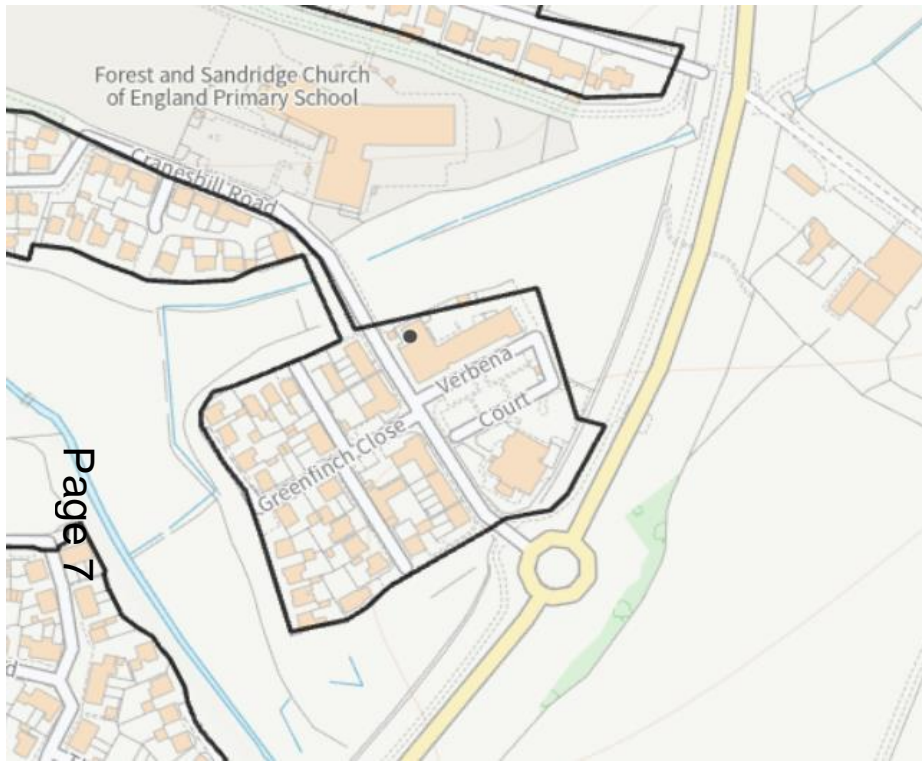 Forest and Sandridge Church
of England Primary School
Cranesbill Road
Verbena
Court
Greenfinch Close
Page 7
d